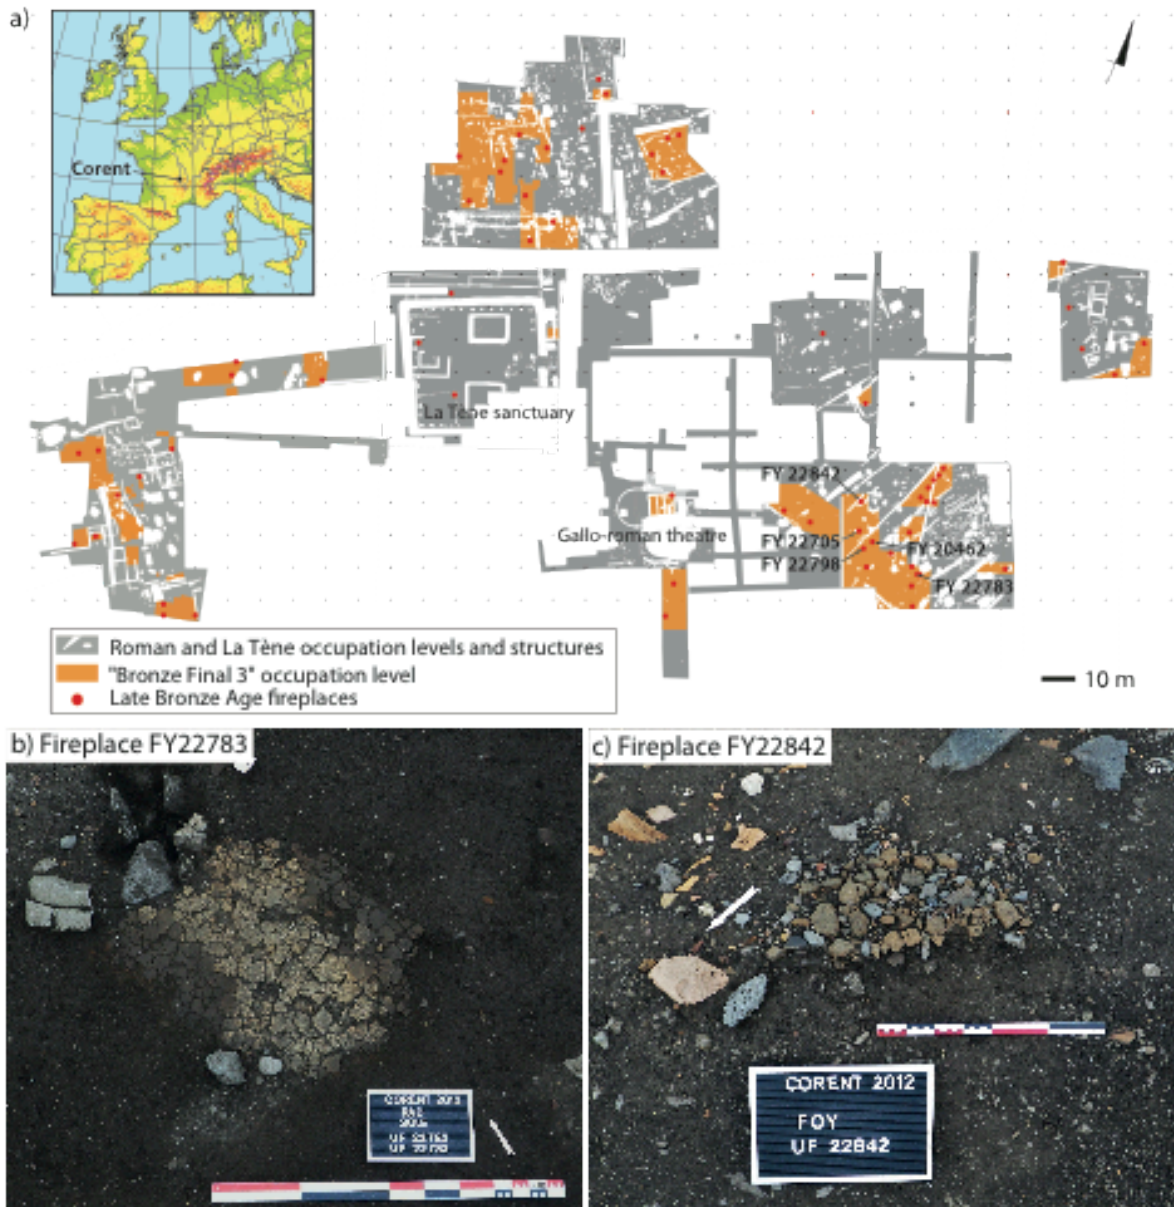 a)
Corent
La Tène sanctuary
FY 22842
Gallo-roman theatre
FY 22705
FY 20462
FY 22798
FY 22783
Roman and La Tène occupation levels and structures
"Bronze Final 3" occupation level
Late Bronze Age fireplaces
10 m
b) Fireplace FY22783
c) Fireplace FY22842
CORENT 2012
FOY
UF 22842